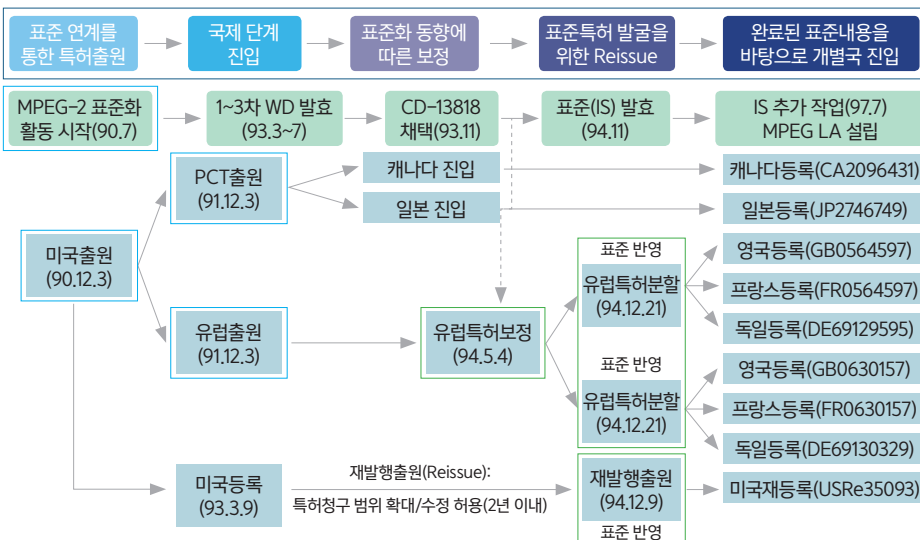 표준 연계를
통한 특허출원
국제 단계
진입
표준화 동향에
따른 보정
표준특허 발굴을
위한 Reissue
완료된 표준내용을
바탕으로 개별국 진입
MPEG-2 표준화
활동 시작(90.7)
1~3차 WD 발효
(93.3~7)
CD-13818
채택(93.11)
표준(IS) 발효
(94.11)
IS 추가 작업(97.7)
MPEG LA 설립
PCT출원
(91.12.3)
캐나다 진입
캐나다등록(CA2096431)
일본 진입
일본등록(JP2746749)
미국출원
(90.12.3)
표준 반영
유럽특허분할
(94.12.21)
영국등록(GB0564597)
프랑스등록(FR0564597)
독일등록(DE69129595)
유럽출원
(91.12.3)
유럽특허보정
(94.5.4)
표준 반영
유럽특허분할
(94.12.21)
영국등록(GB0630157)
프랑스등록(FR0630157)
독일등록(DE69130329)
미국등록
(93.3.9)
재발행출원(Reissue):
특허청구 범위 확대/수정 허용(2년 이내)
재발행출원
(94.12.9)
표준 반영
미국재등록(USRe35093)